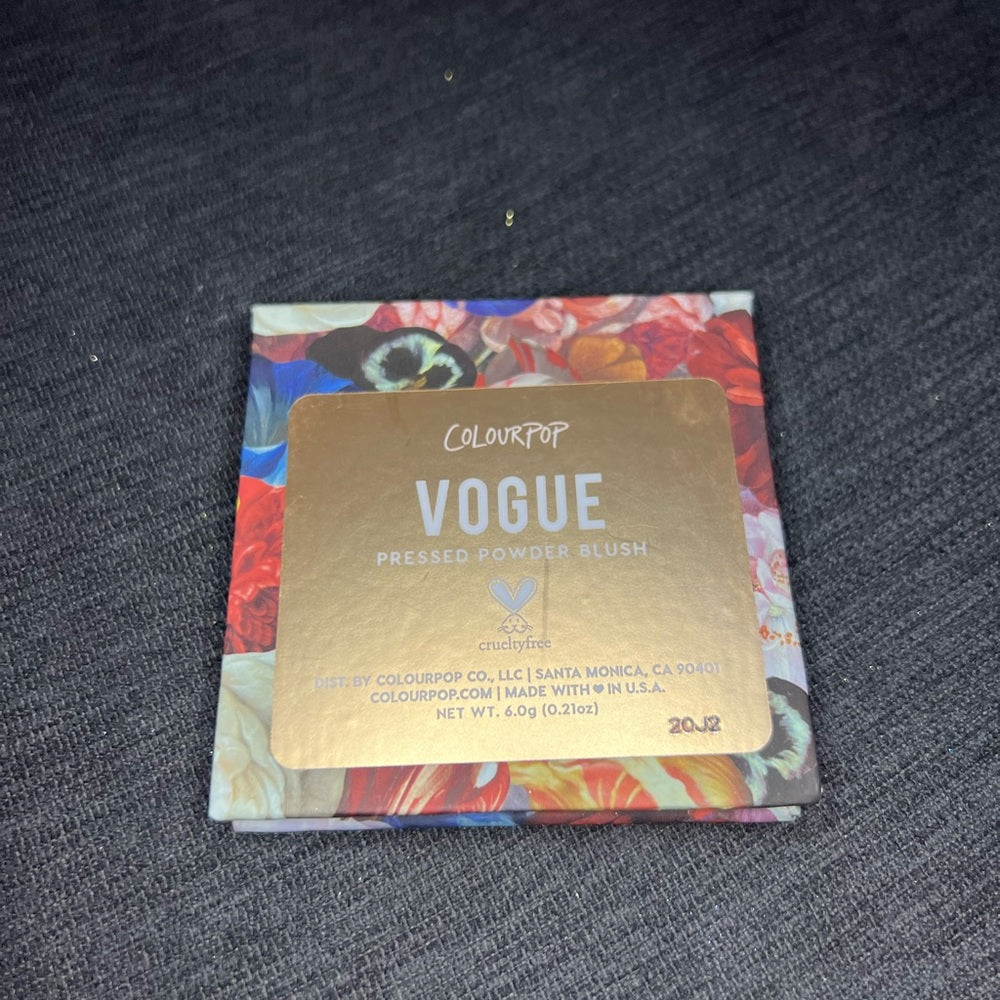 COLOURPOP
VOGUE
PRESSED POWDER BLUSH
crueltyfree
DIST. BY COLOURPOP CO., LLC | SANTA MONICA, CA 90401
COLOURPOP.COM | MADE WITH ♥ IN U.S.A.
NET WT. 6.0g (0.21oz)
20J2